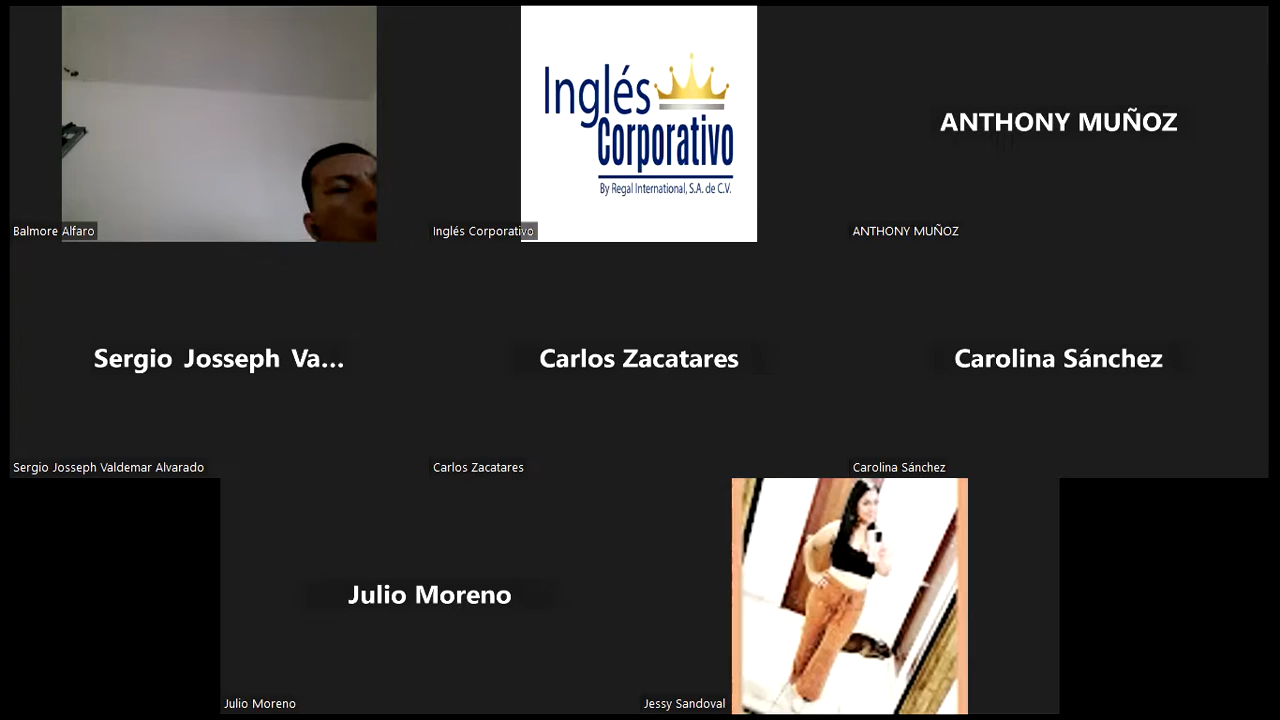 Inglés
Corporativo
By Regal International, S.A. de C.V.
ANTHONY MUÑOZ
Balmore Alfaro
Inglés Corporativo
ANTHONY MUÑOZ
Sergio Josseph Va...
Carlos Zacatares
Carolina Sánchez
Sergio Josseph Valdemar Alvarado
Carlos Zacatares
Carolina Sánchez
Julio Moreno
Julio Moreno
Jessy Sandoval